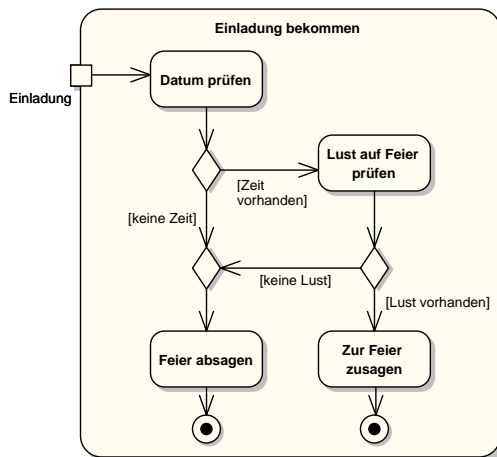 Einladung bekommen
Einladung
Datum prüfen
Lust auf Feier
prüfen
[Zeit
vorhanden]
[keine Zeit]
[keine Lust]
[Lust vorhanden]
Feier absagen
Zur Feier
zusagen